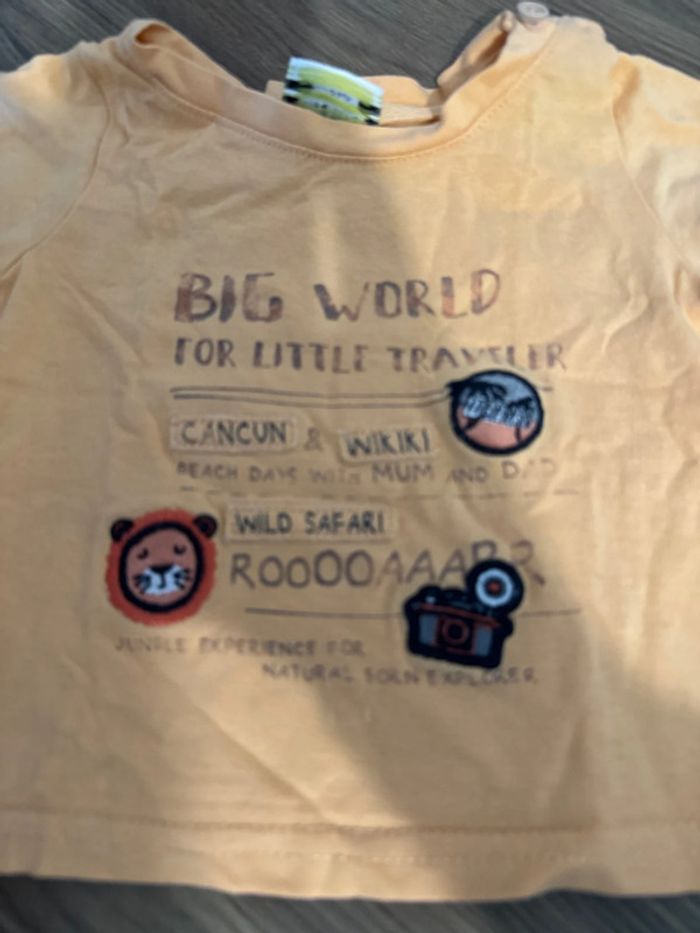 BIG WORLD
FOR LITTLE TRAVELER
CANCUN & WIKIKI
BEACH DAYS WITH MUM AND DAD
WILD SAFARI
ROOOOAAARR
JUNGLE EXPERIENCE FOR
NATURAL BORN EXPLORER